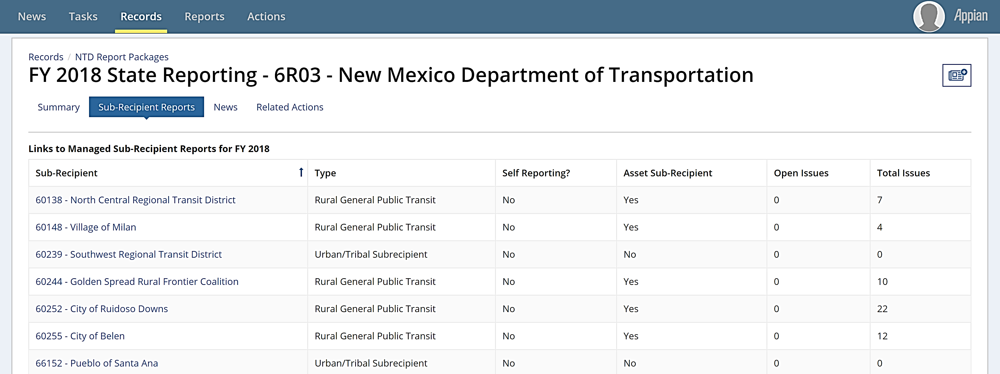 News Tasks Records Reports Actions Appian
Records / NTD Report Packages
FY 2018 State Reporting - 6R03 - New Mexico Department of Transportation
Summary Sub-Recipient Reports News Related Actions
Links to Managed Sub-Recipient Reports for FY 2018
Sub-Recipient ↑ Type Self Reporting? Asset Sub-Recipient Open Issues Total Issues
60138 - North Central Regional Transit District Rural General Public Transit No Yes 0 7
60148 - Village of Milan Rural General Public Transit No Yes 0 4
60239 - Southwest Regional Transit District Urban/Tribal Subrecipient No No 0 0
60244 - Golden Spread Rural Frontier Coalition Rural General Public Transit No Yes 0 10
60252 - City of Ruidoso Downs Rural General Public Transit No Yes 0 22
60255 - City of Belen Rural General Public Transit No Yes 0 12
66152 - Pueblo of Santa Ana Urban/Tribal Subrecipient No No 0 0